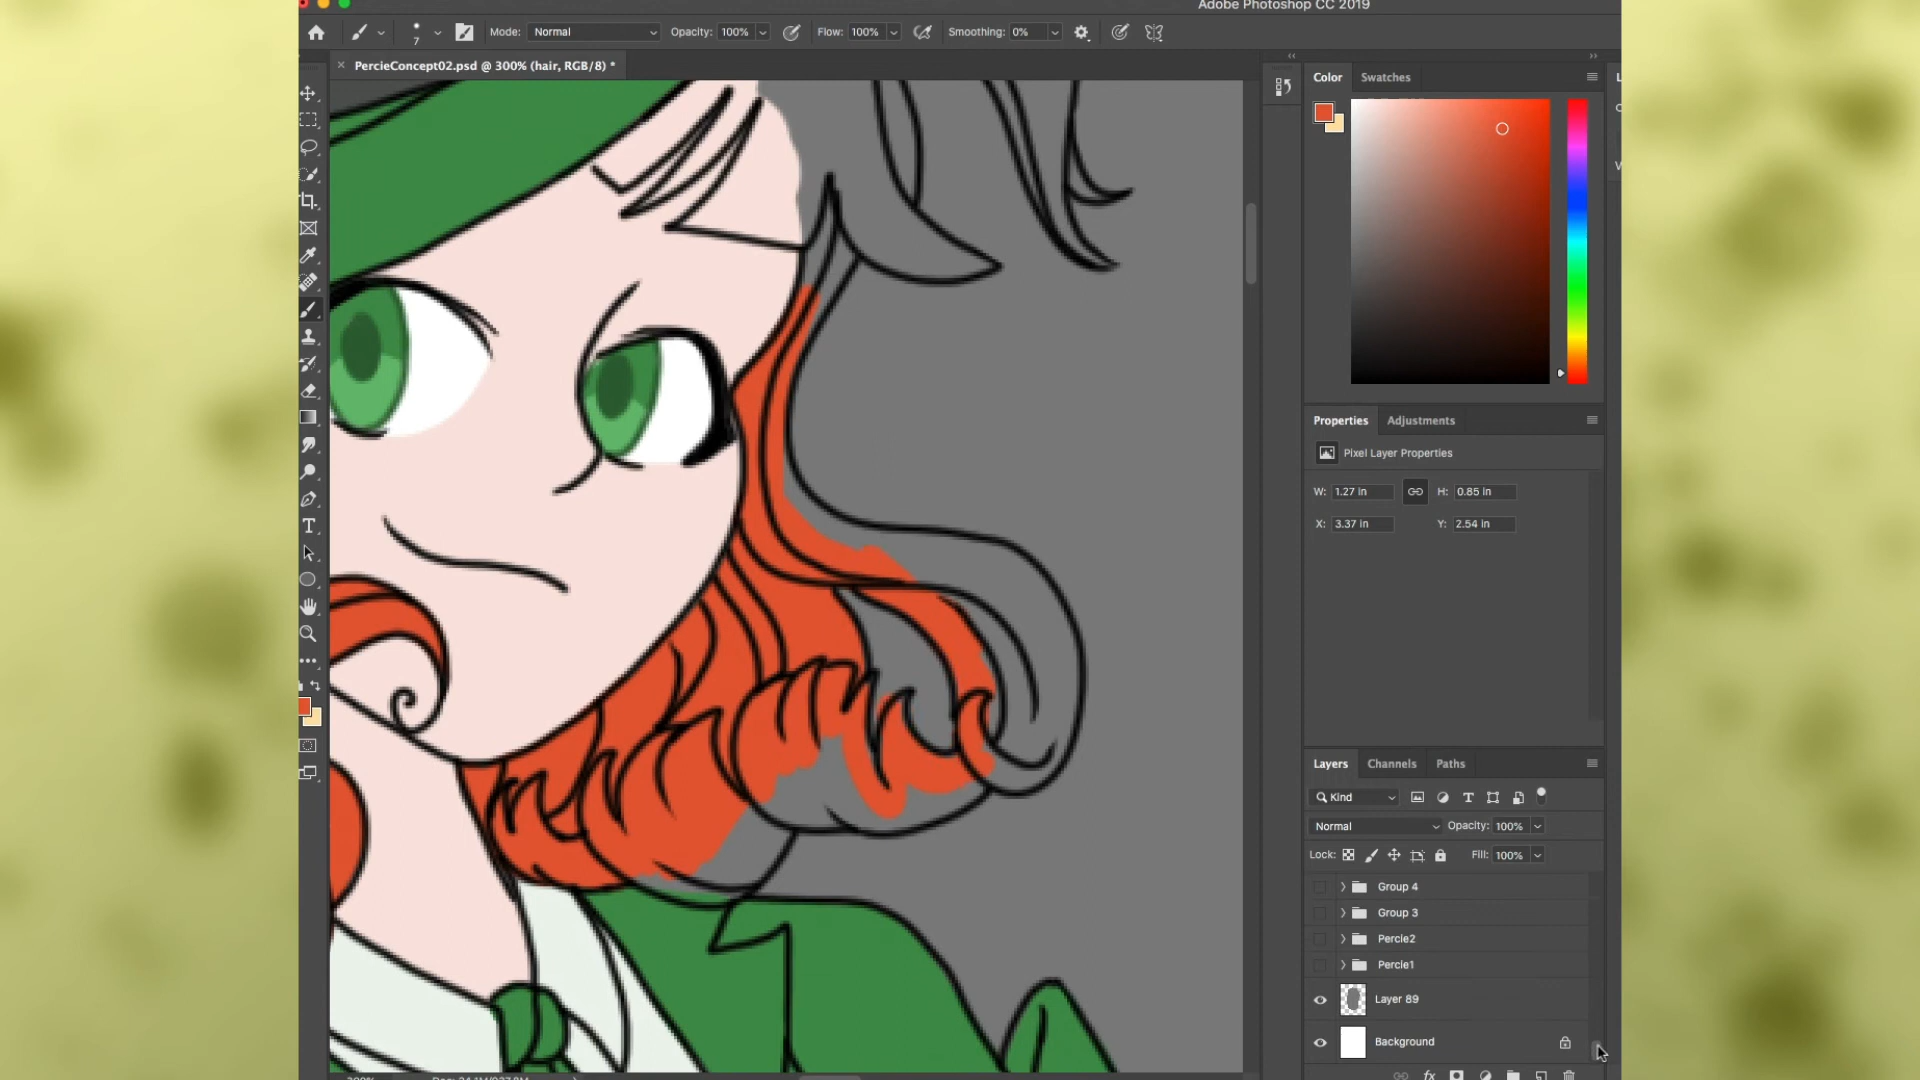 Adobe Photoshop CC 2019
7 Mode: Normal Opacity: 100% Flow: 100% Smoothing: 0%
× PercieConcept02.psd @ 300% (hair, RGB/8) *
Color Swatches
Properties Adjustments
Pixel Layer Properties
W: 1.27 in H: 0.85 in
X: 3.37 in Y: 2.54 in
Layers Channels Paths
Kind
Normal Opacity: 100%
Lock: Fill: 100%
Group 4
Group 3
Percie2
Percie1
Layer 89
Background
fx